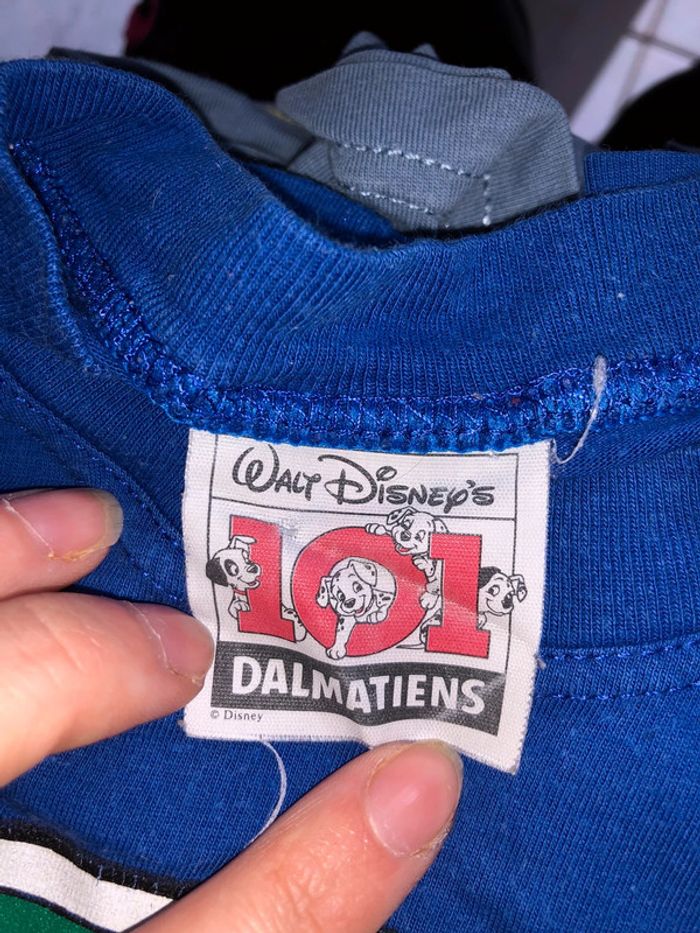 WALT DISNEY'S
101
DALMATIENS
© Disney